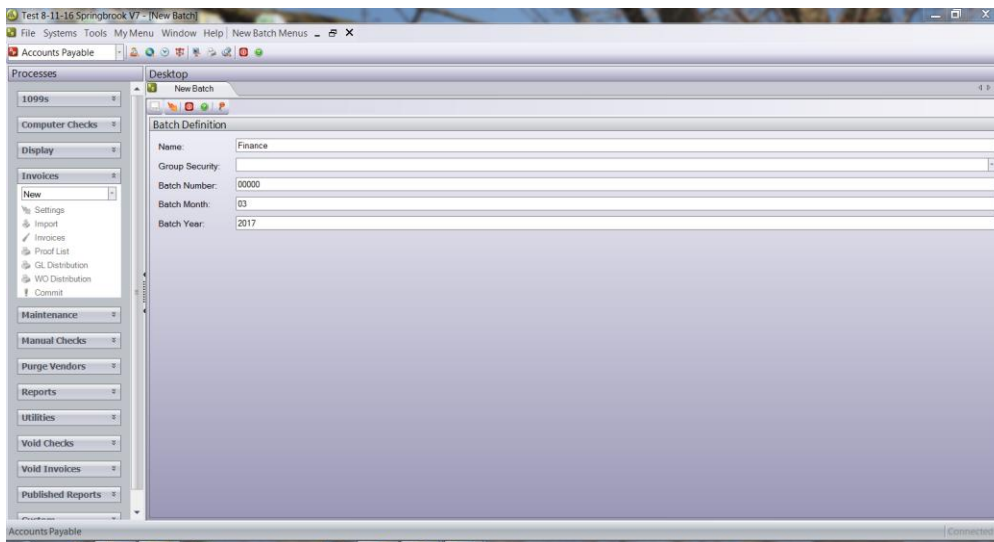 Test 8-11-16 Springbrook V7 - [New Batch]
File Systems Tools My Menu Window Help New Batch Menus
Accounts Payable
Processes
Desktop
New Batch
1099s
Computer Checks
Display
Invoices
New
Settings
Import
Invoices
Proof List
GL Distribution
WO Distribution
Commit
Maintenance
Manual Checks
Purge Vendors
Reports
Utilities
Void Checks
Void Invoices
Published Reports
Batch Definition
Name: Finance
Group Security:
Batch Number: 00000
Batch Month: 03
Batch Year: 2017
Accounts Payable
Connected